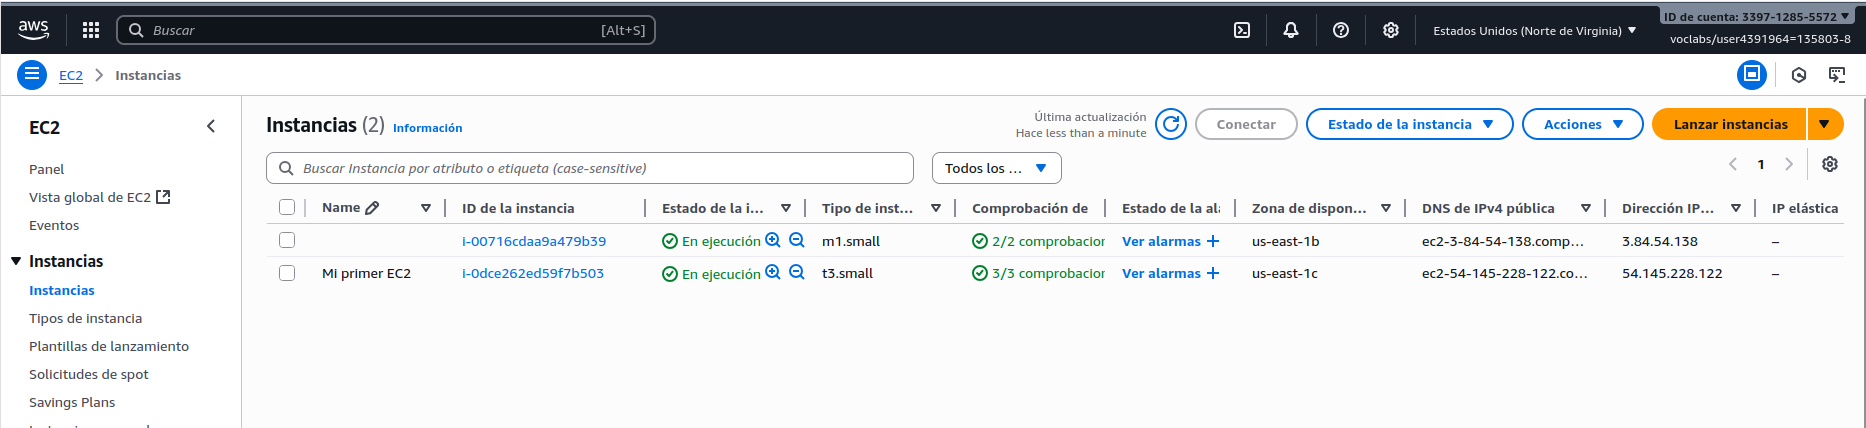 aws
Buscar
[Alt+S]
Estados Unidos (Norte de Virginia)
ID de cuenta: 3397-1285-5572
voclabs/user4391964=135803-8
EC2 > Instancias
EC2
Panel
Vista global de EC2
Eventos
Instancias
Instancias
Tipos de instancia
Plantillas de lanzamiento
Solicitudes de spot
Savings Plans
Instancias (2) Información
Última actualización
Hace less than a minute
Conectar
Estado de la instancia
Acciones
Lanzar instancias
Buscar Instancia por atributo o etiqueta (case-sensitive)
Todos los ...
1
Name ID de la instancia Estado de la i... Tipo de inst... Comprobación de Estado de la al Zona de dispon... DNS de IPv4 pública Dirección IP... IP elástica
i-00716cdaa9a479b39 En ejecución m1.small 2/2 comprobacior Ver alarmas + us-east-1b ec2-3-84-54-138.comp... 3.84.54.138 –
Mi primer EC2 i-0dce262ed59f7b503 En ejecución t3.small 3/3 comprobacior Ver alarmas + us-east-1c ec2-54-145-228-122.co... 54.145.228.122 –